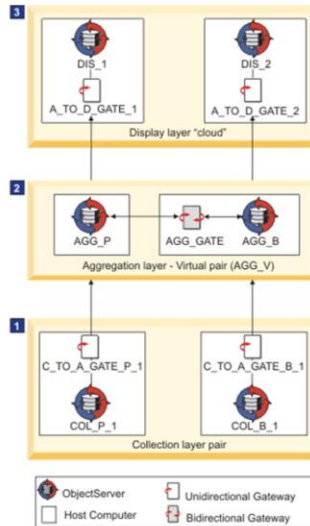 3
DIS_1
DIS_2
A_TO_D_GATE_1
A_TO_D_GATE_2
Display layer "cloud"
2
AGG_P
AGG_GATE
AGG_B
Aggregation layer - Virtual pair (AGG_V)
1
C_TO_A_GATE_P_1
C_TO_A_GATE_B_1
COL_P_1
COL_B_1
Collection layer pair
ObjectServer
Unidirectional Gateway
Host Computer
Bidirectional Gateway